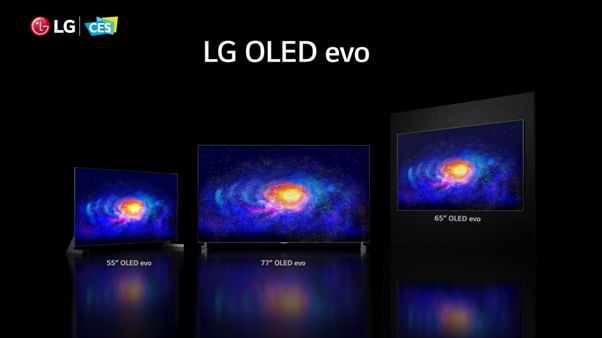 LG CES
LG OLED evo
65" OLED evo
55" OLED evo
77" OLED evo